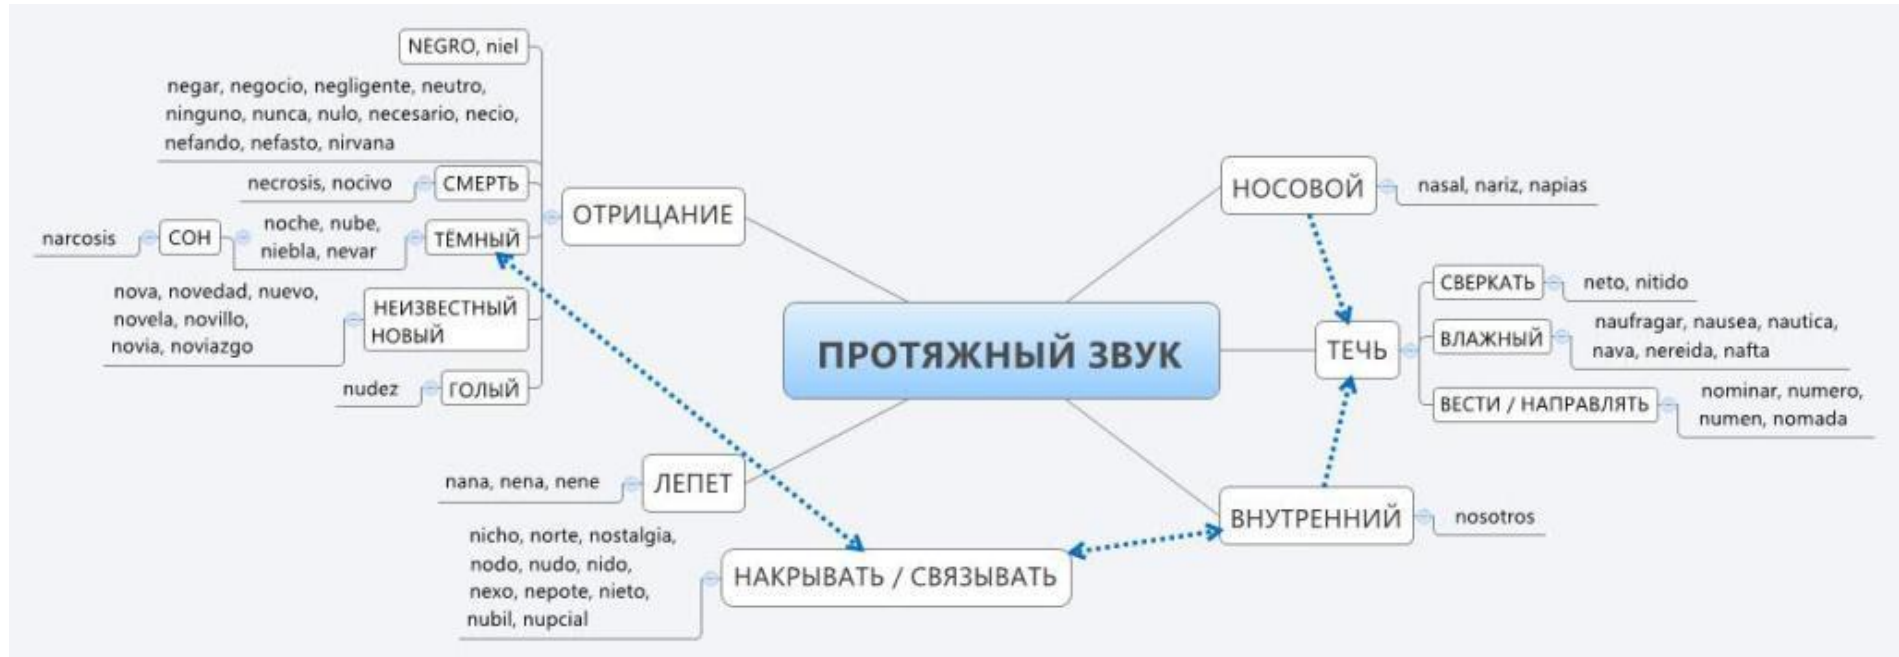 NEGRO, niel
negar, negocio, negligente, neutro,
ninguno, nunca, nulo, necesario, necio,
nefando, nefasto, nirvana
necrosis, nocivo
СМЕРТЬ
narcosis
СОН
noche, nube,
niebla, nevar
ТЁМНЫЙ
nova, novedad, nuevo,
novela, novillo,
novia, noviazgo
НЕИЗВЕСТНЫЙ
НОВЫЙ
nudez
ГОЛЫЙ
ОТРИЦАНИЕ
nana, nena, nene
ЛЕПЕТ
nicho, norte, nostalgia,
nodo, nudo, nido,
nexo, nepote, nieto,
nubil, nupcial
НАКРЫВАТЬ / СВЯЗЫВАТЬ
ПРОТЯЖНЫЙ ЗВУК
НОСОВОЙ
nasal, nariz, napias
ТЕЧЬ
СВЕРКАТЬ
neto, nitido
ВЛАЖНЫЙ
naufragar, nausea, nautica,
nava, nereida, nafta
ВЕСТИ / НАПРАВЛЯТЬ
nominar, numero,
numen, nomada
ВНУТРЕННИЙ
nosotros